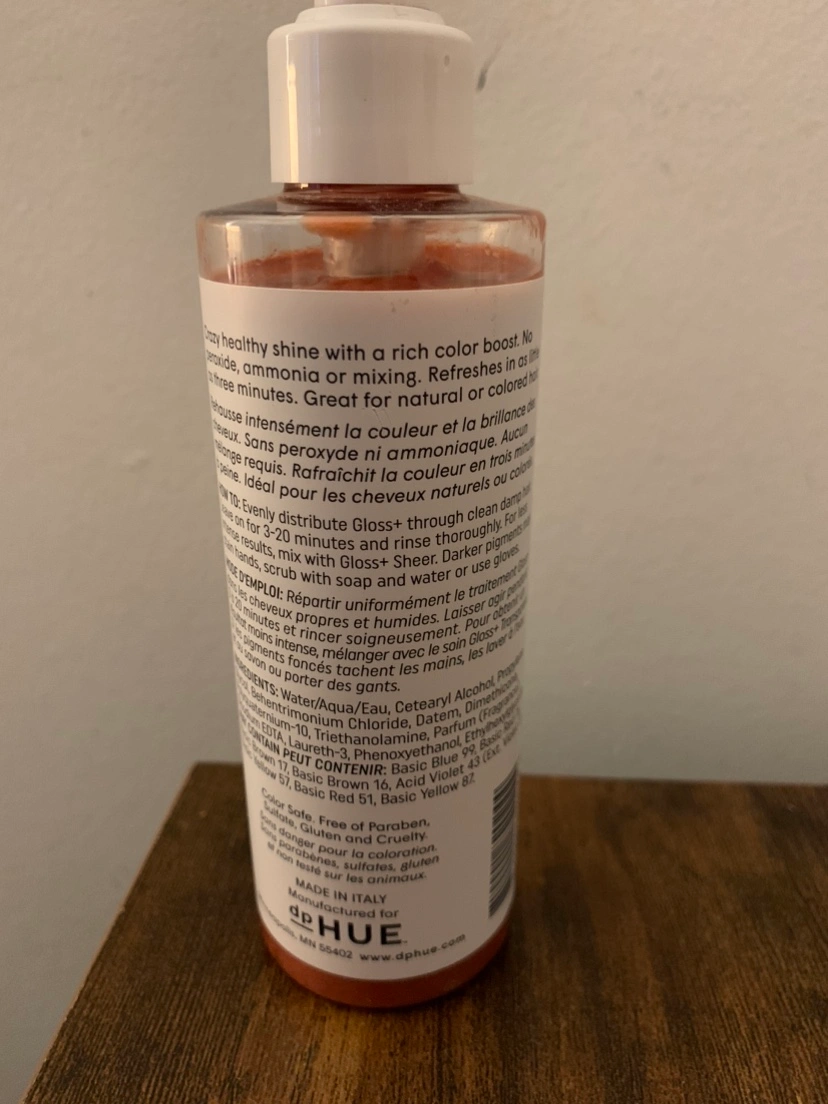 healthy shine with a rich color boost. No
ammonia or mixing. Refreshes in as
three minutes. Great for natural or colored
intensément la couleur et la brillance
Sans peroxyde ni ammoniaque. Aucun
requis. Rafraîchit la couleur en trois
Idéal pour les cheveux naturels ou
TO: Evenly distribute Gloss+ through clean damp
on for 3-20 minutes and rinse thoroughly. For less
results, mix with Gloss+ Sheer. Darker pigments
hands, scrub with soap and water or use gloves.
D'EMPLOI: Répartir uniformément le traitement
les cheveux propres et humides. Laisser agir
minutes et rincer soigneusement. Pour obtenir
moins intense, mélanger avec le soin Gloss+
pigments foncés tachent les mains, les laver
savon ou porter des gants.
Water/Aqua/Eau, Cetearyl Alcohol,
Behentrimonium Chloride, Datem,
Triethanolamine, Parfum
EDTA, Laureth-3, Phenoxyethanol,
CONTAIN PEUT CONTENIR: Basic Blue 99,
Brown 17, Basic Brown 16, Acid Violet 43 (Ext.
Yellow 57, Basic Red 51, Basic Yellow 87.
Color Safe. Free of Paraben,
Sulfate, Gluten and Cruelty.
Sans danger pour la coloration.
Sans parabènes, sulfates, gluten
et non testé sur les animaux.
MADE IN ITALY
Manufactured for
dpHUE
MN 55402 www.dphue.com